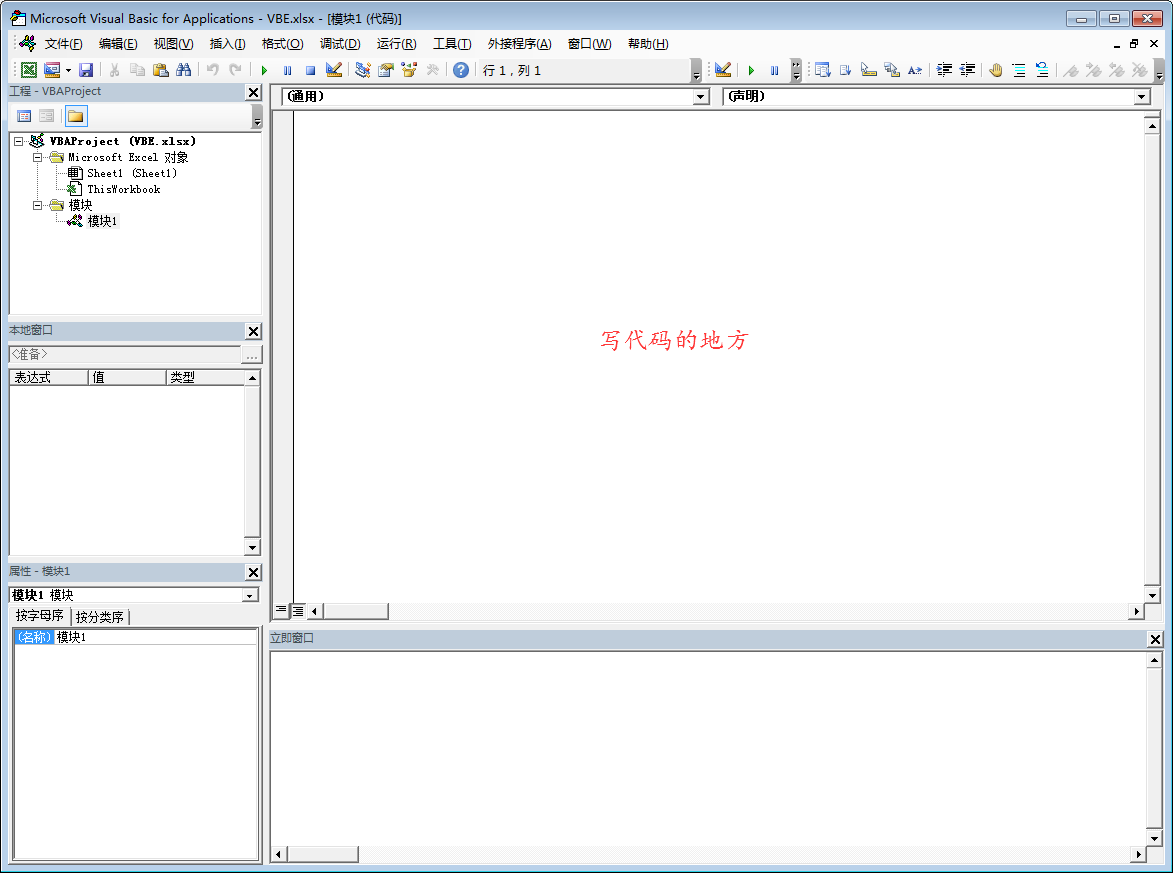 Microsoft Visual Basic for Applications - VBE.xlsx - [模块1 (代码)]
文件(F) 编辑(E) 视图(V) 插入(I) 格式(O) 调试(D) 运行(R) 工具(T) 外接程序(A) 窗口(W) 帮助(H)
行 1 , 列 1
工程 - VBAProject
VBAProject (VBE.xlsx)
Microsoft Excel 对象
Sheet1 (Sheet1)
ThisWorkbook
模块
模块1
本地窗口
<准备>
...
表达式 值 类型
属性 - 模块1
模块1 模块
按字母序 按分类序
(名称) 模块1
(通用) (声明)
写代码的地方
立即窗口